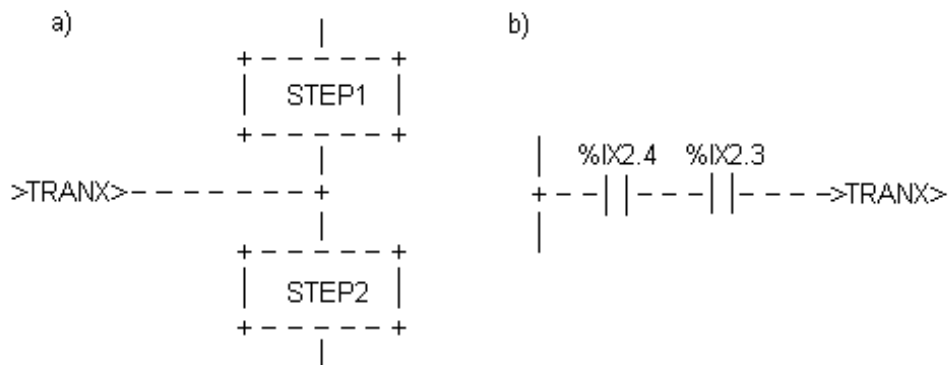 a)
STEP1
>TRANX>
STEP2
b)
%IX2.4 %IX2.3
>TRANX>